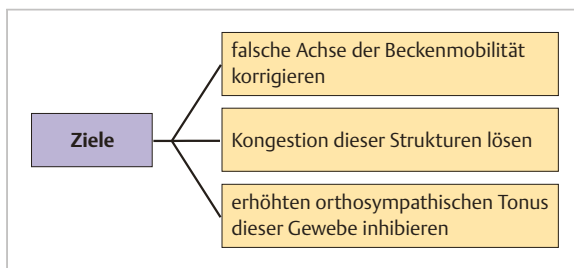 Ziele
falsche Achse der Beckenmobilität
korrigieren
Kongestion dieser Strukturen lösen
erhöhten orthosympathischen Tonus
dieser Gewebe inhibieren